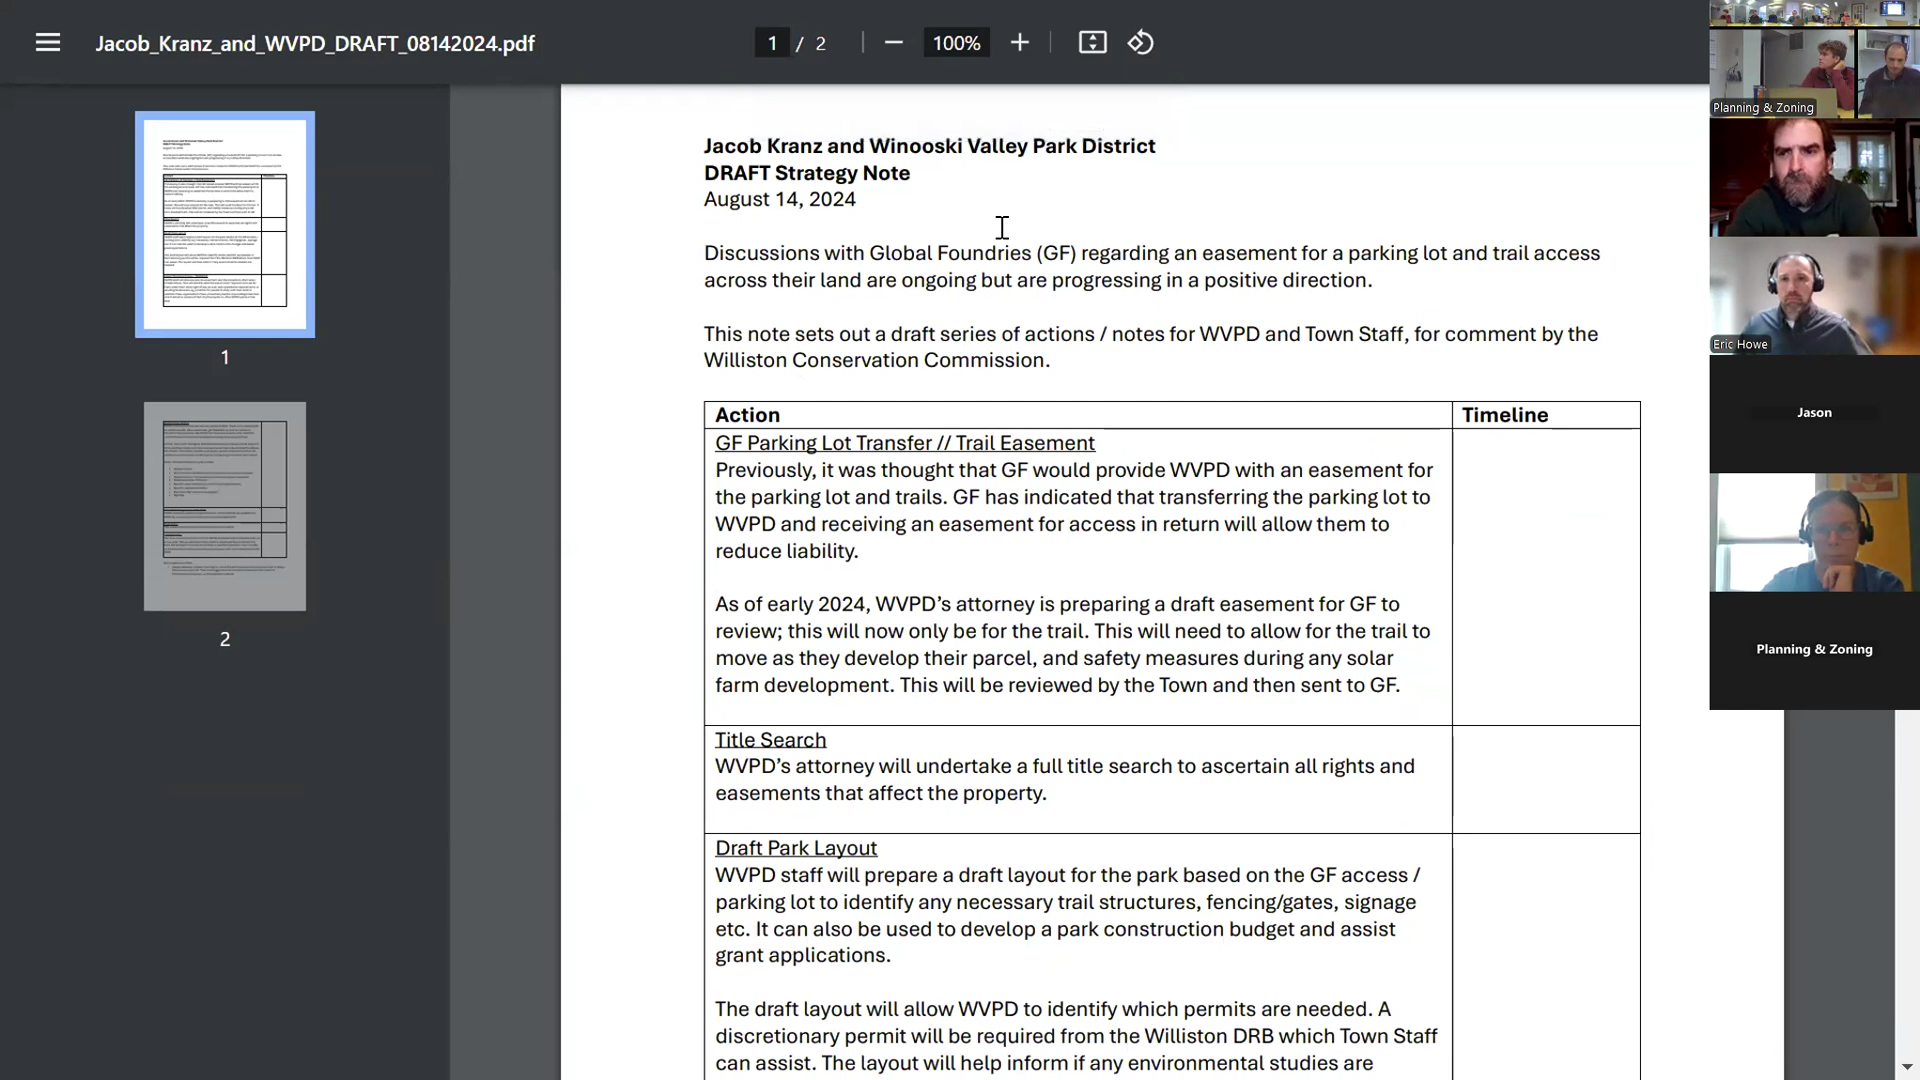 Jacob_Kranz_and_WVPD_DRAFT_08142024.pdf
1 / 2
100%
1
2
Jacob Kranz and Winooski Valley Park District
DRAFT Strategy Note
August 14, 2024
Discussions with Global Foundries (GF) regarding an easement for a parking lot and trail access
across their land are ongoing but are progressing in a positive direction.
This note sets out a draft series of actions / notes for WVPD and Town Staff, for comment by the
Williston Conservation Commission.
Action
Timeline
GF Parking Lot Transfer // Trail Easement
Previously, it was thought that GF would provide WVPD with an easement for
the parking lot and trails. GF has indicated that transferring the parking lot to
WVPD and receiving an easement for access in return will allow them to
reduce liability.
As of early 2024, WVPD’s attorney is preparing a draft easement for GF to
review; this will now only be for the trail. This will need to allow for the trail to
move as they develop their parcel, and safety measures during any solar
farm development. This will be reviewed by the Town and then sent to GF.
Title Search
WVPD’s attorney will undertake a full title search to ascertain all rights and
easements that affect the property.
Draft Park Layout
WVPD staff will prepare a draft layout for the park based on the GF access /
parking lot to identify any necessary trail structures, fencing/gates, signage
etc. It can also be used to develop a park construction budget and assist
grant applications.
The draft layout will allow WVPD to identify which permits are needed. A
discretionary permit will be required from the Williston DRB which Town Staff
can assist. The layout will help inform if any environmental studies are
Planning & Zoning
Eric Howe
Jason
Planning & Zoning